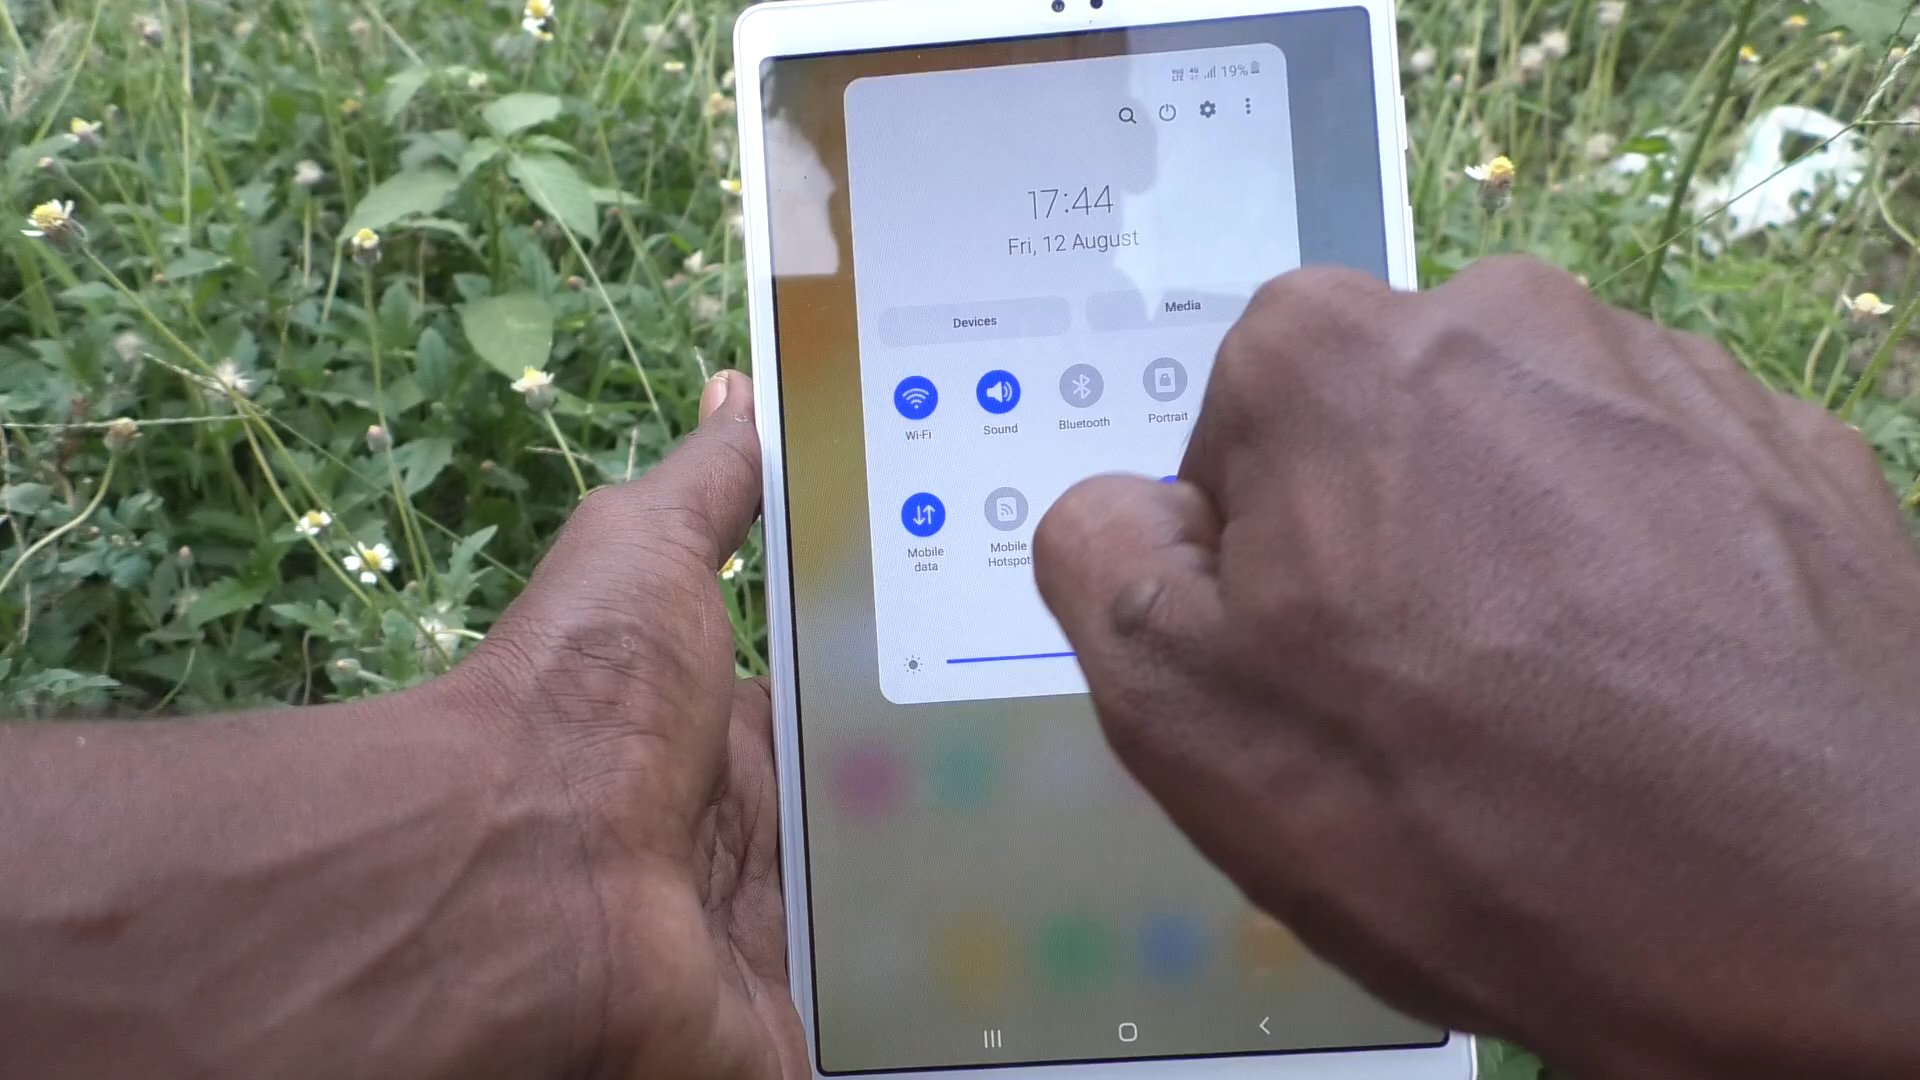 19%
17:44
Fri, 12 August
Devices
Media
Wi-Fi
Sound
Bluetooth
Portrait
Mobile
data
Mobile
Hotspot